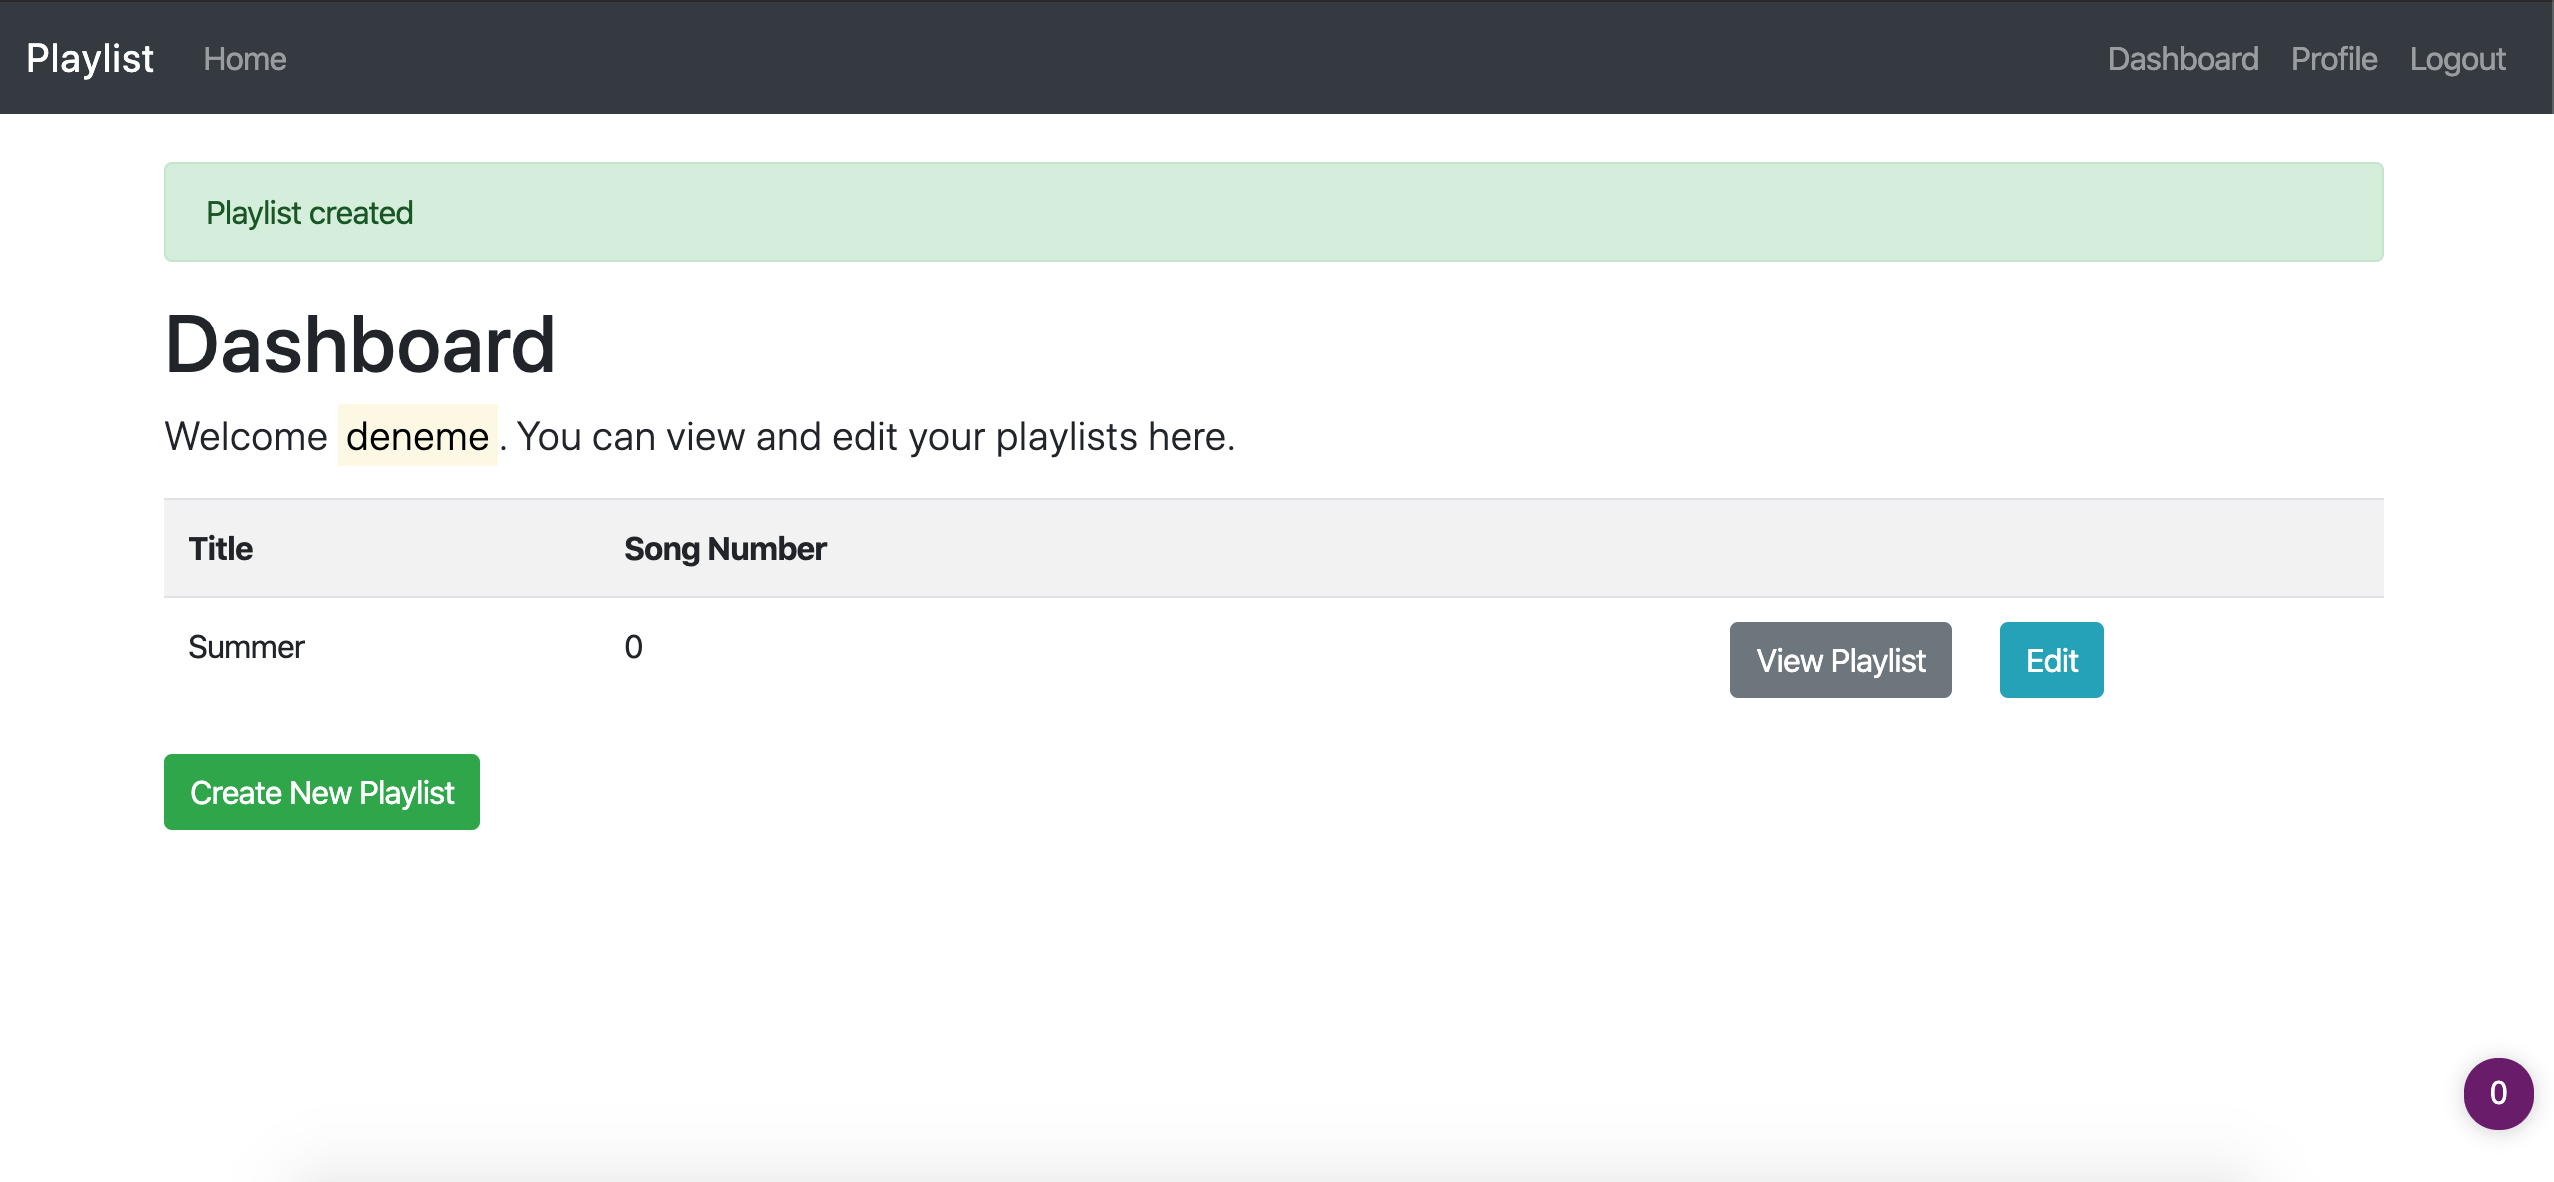 Playlist Home Dashboard Profile Logout
Playlist created
Dashboard
Welcome deneme . You can view and edit your playlists here.
Title Song Number
Summer 0 View Playlist Edit
Create New Playlist
0